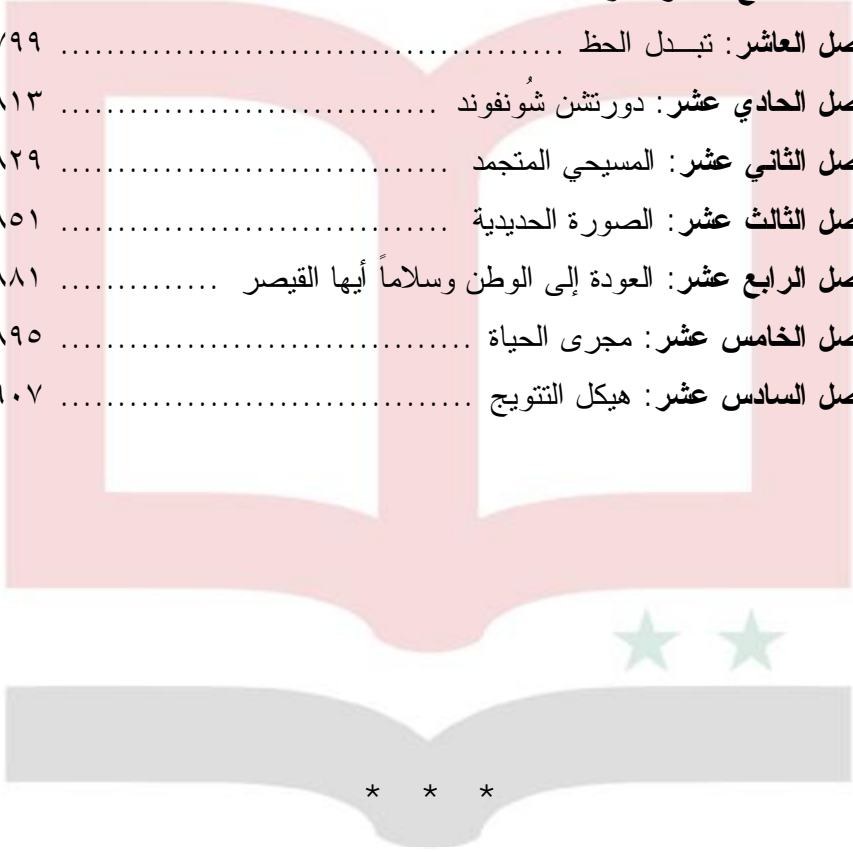 صل العاشر: تبـــدل الحظ ............................................ ٧٩٩
صل الحادي عشر: دورتشن شُونفوند ................................. ٨١٣
صل الثاني عشر: المسيحي المتجمد .................................. ٨٢٩
صل الثالث عشر: الصورة الحديدية .................................. ٨٥١
صل الرابع عشر: العودة إلى الوطن وسلاماً أيها القيصر .............. ٨٨١
صل الخامس عشر: مجرى الحياة .................................. ٨٩٥
صل السادس عشر: هيكل التتويج .................................... ٩٠٧
* * *